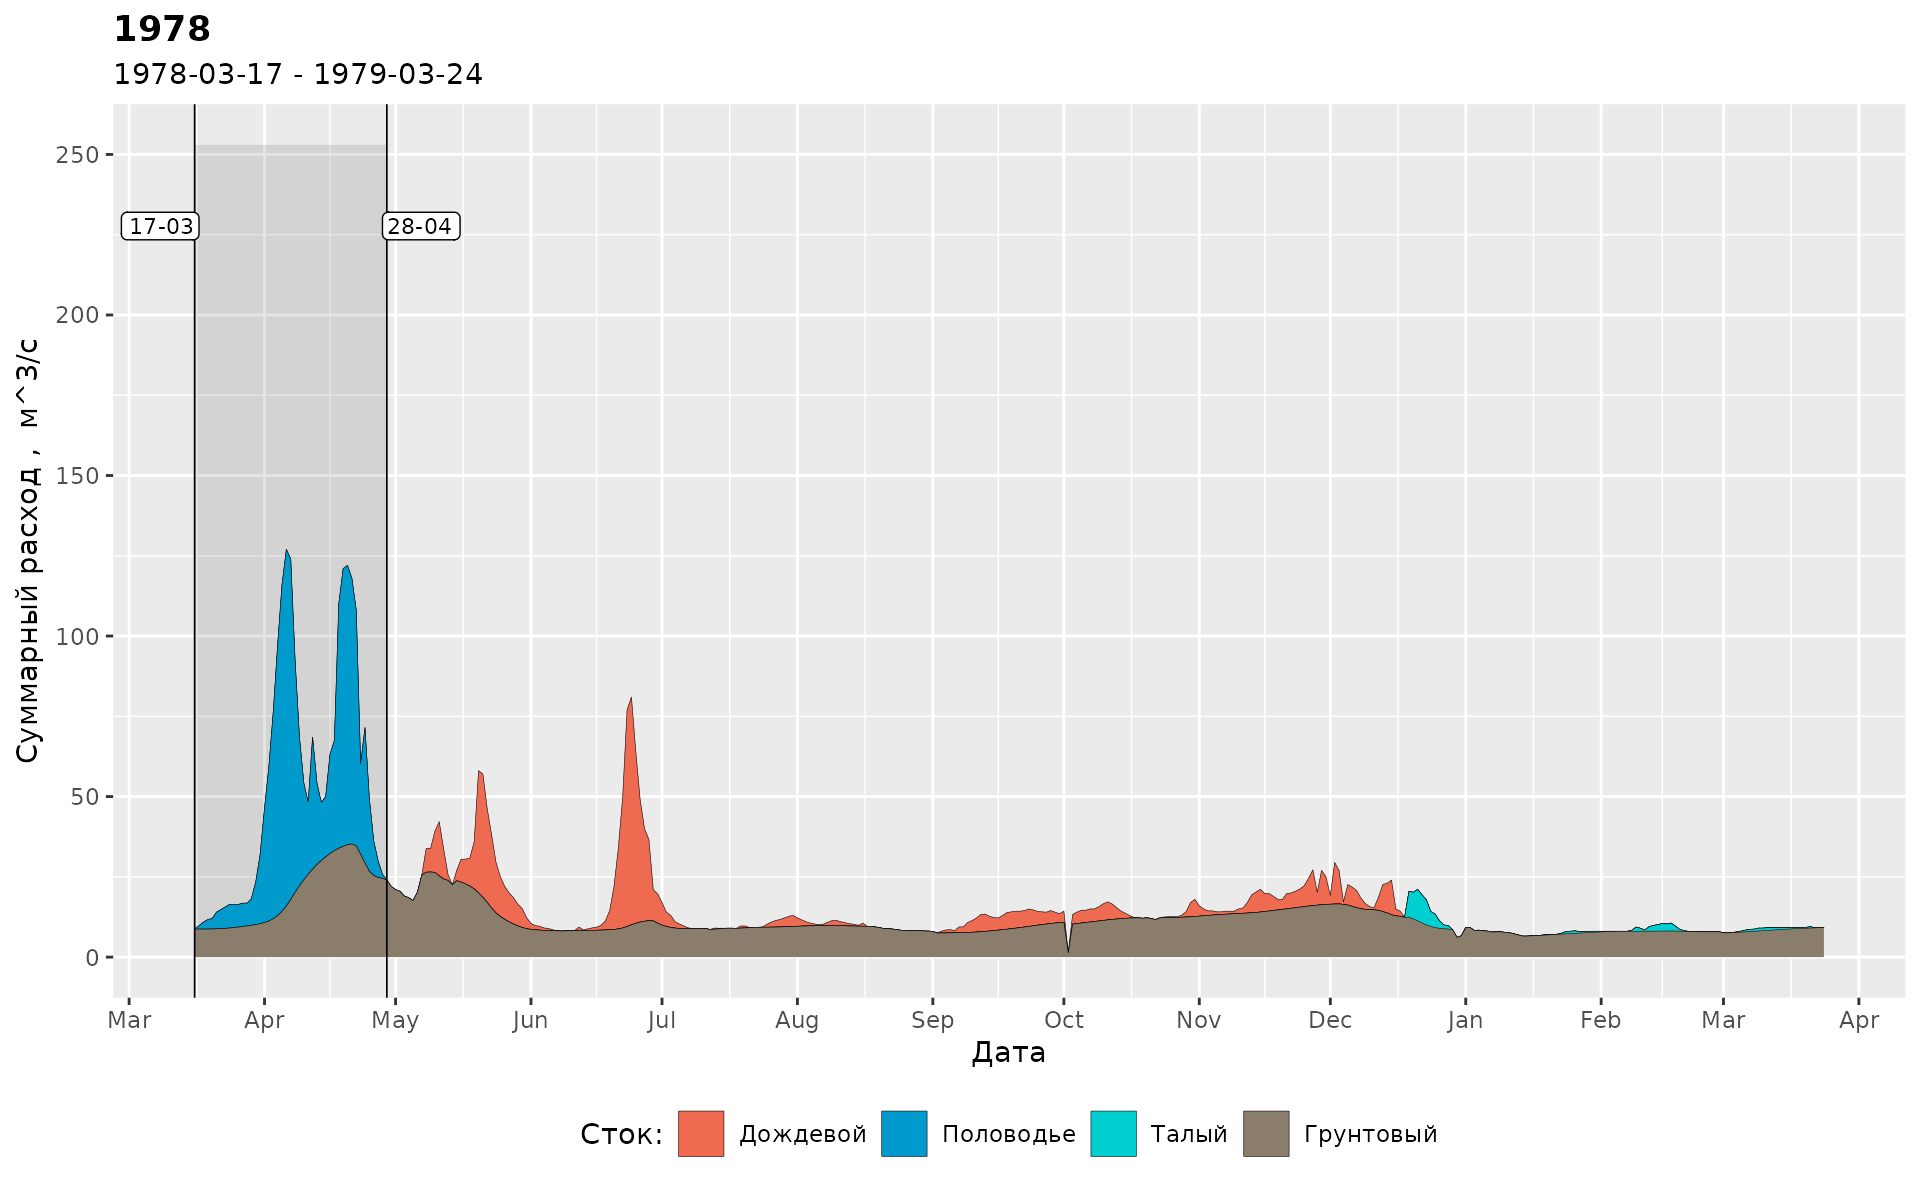 1978
1978-03-17 - 1979-03-24
Суммарный расход , м^3/с
250
200
150
100
50
0
17-03
28-04
Mar Apr May Jun Jul Aug Sep Oct Nov Dec Jan Feb Mar Apr
Дата
Сток: Дождевой Половодье Талый Грунтовый